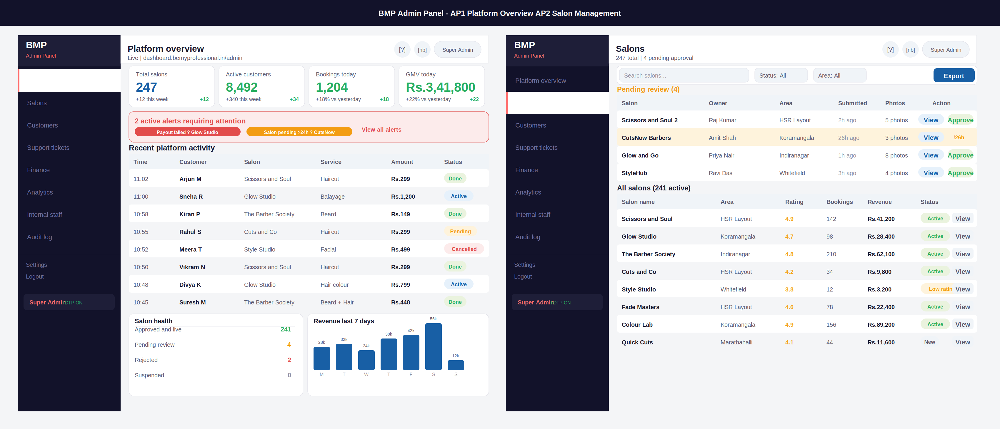 BMP Admin Panel - AP1 Platform Overview AP2 Salon Management
BMP
Admin Panel
Salons
Customers
Support tickets
Finance
Analytics
Internal staff
Audit log
Settings
Logout
Super Admin TOTP ON
Platform overview
Live | dashboard.bemyprofessional.in/admin
[?] [nb] Super Admin
Total salons
247
+12 this week +12
Active customers
8,492
+340 this week +34
Bookings today
1,204
+18% vs yesterday +18
GMV today
Rs.3,41,800
+22% vs yesterday +22
2 active alerts requiring attention
Payout failed ? Glow Studio Salon pending >24h ? CutsNow View all alerts
Recent platform activity
Time Customer Salon Service Amount Status
11:02 Arjun M Scissors and Soul Haircut Rs.299 Done
11:00 Sneha R Glow Studio Balayage Rs.1,200 Active
10:58 Kiran P The Barber Society Beard Rs.149 Done
10:55 Rahul S Cuts and Co Haircut Rs.299 Pending
10:52 Meera T Style Studio Facial Rs.499 Cancelled
10:50 Vikram N Scissors and Soul Haircut Rs.299 Done
10:48 Divya K Glow Studio Hair colour Rs.799 Active
10:45 Suresh M The Barber Society Beard + Hair Rs.448 Done
Salon health
Approved and live 241
Pending review 4
Rejected 2
Suspended 0
Revenue last 7 days
28k 32k 24k 38k 42k 56k 12k
M T W T F S S
BMP
Admin Panel
Platform overview
Customers
Support tickets
Finance
Analytics
Internal staff
Audit log
Settings
Logout
Super Admin TOTP ON
Salons
247 total | 4 pending approval
[?] [nb] Super Admin
Search salons... Status: All Area: All Export
Pending review (4)
Salon Owner Area Submitted Photos Action
Scissors and Soul 2 Raj Kumar HSR Layout 2h ago 5 photos View Approve
CutsNow Barbers Amit Shah Koramangala 26h ago 3 photos View !26h
Glow and Go Priya Nair Indiranagar 1h ago 8 photos View Approve
StyleHub Ravi Das Whitefield 3h ago 4 photos View Approve
All salons (241 active)
Salon name Area Rating Bookings Revenue Status
Scissors and Soul HSR Layout 4.9 142 Rs.41,200 Active View
Glow Studio Koramangala 4.7 98 Rs.28,400 Active View
The Barber Society Indiranagar 4.8 210 Rs.62,100 Active View
Cuts and Co HSR Layout 4.2 34 Rs.9,800 Active View
Style Studio Whitefield 3.8 12 Rs.3,200 Low ratin View
Fade Masters HSR Layout 4.6 78 Rs.22,400 Active View
Colour Lab Koramangala 4.9 156 Rs.89,200 Active View
Quick Cuts Marathahalli 4.1 44 Rs.11,600 New View